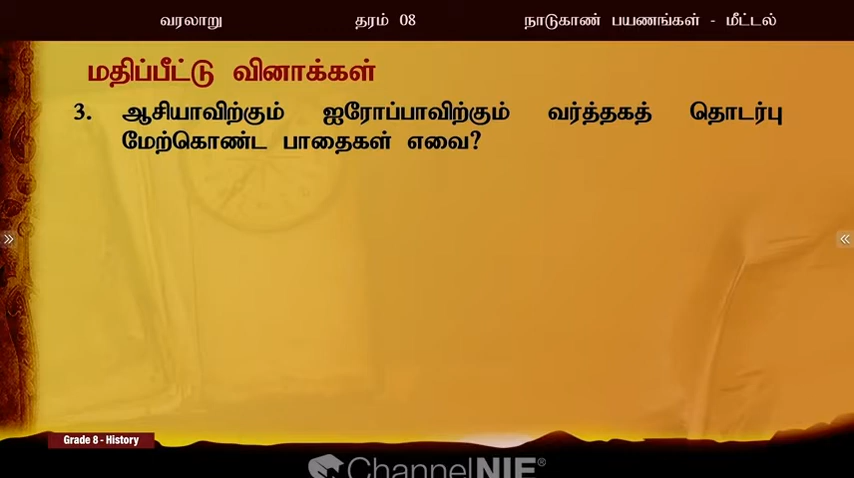 வரலாறு தரம் 08 நாடுகாண் பயணங்கள் - மீட்டல்
மதிப்பீட்டு வினாக்கள்
3. ஆசியாவிற்கும் ஐரோப்பாவிற்கும் வர்த்தகத் தொடர்பு
மேற்கொண்ட பாதைகள் எவை?
Grade 8 - History
ChannelNIE®